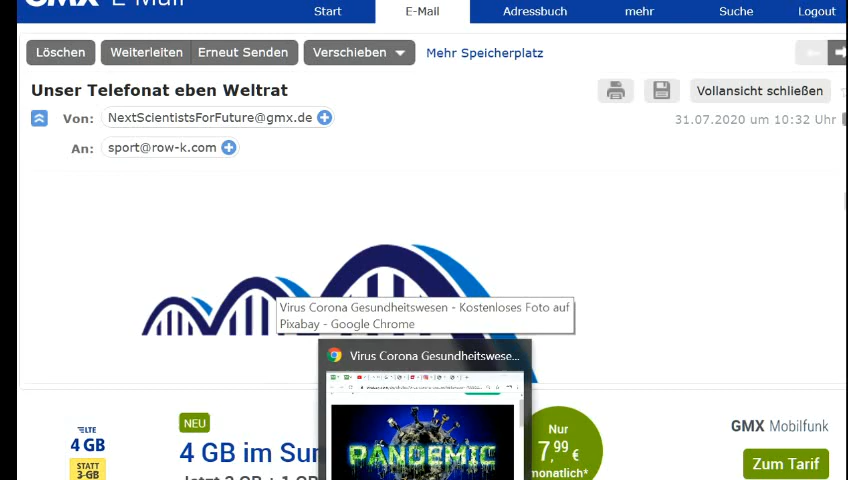 GMX E-Mail
Start E-Mail Adressbuch mehr Suche Logout
Löschen Weiterleiten Erneut Senden Verschieben Mehr Speicherplatz
Unser Telefonat eben Weltrat
Vollansicht schließen
Von: NextScientistsForFuture@gmx.de
31.07.2020 um 10:32 Uhr
An: sport@row-k.com
Virus Corona Gesundheitswesen - Kostenloses Foto auf
Pixabay - Google Chrome
Virus Corona Gesundheitswese...
PANDEMIC
LTE
4 GB
STATT
3 GB
NEU
4 GB im Sun
Nur
7,99 €
monatlich*
GMX Mobilfunk
Zum Tarif